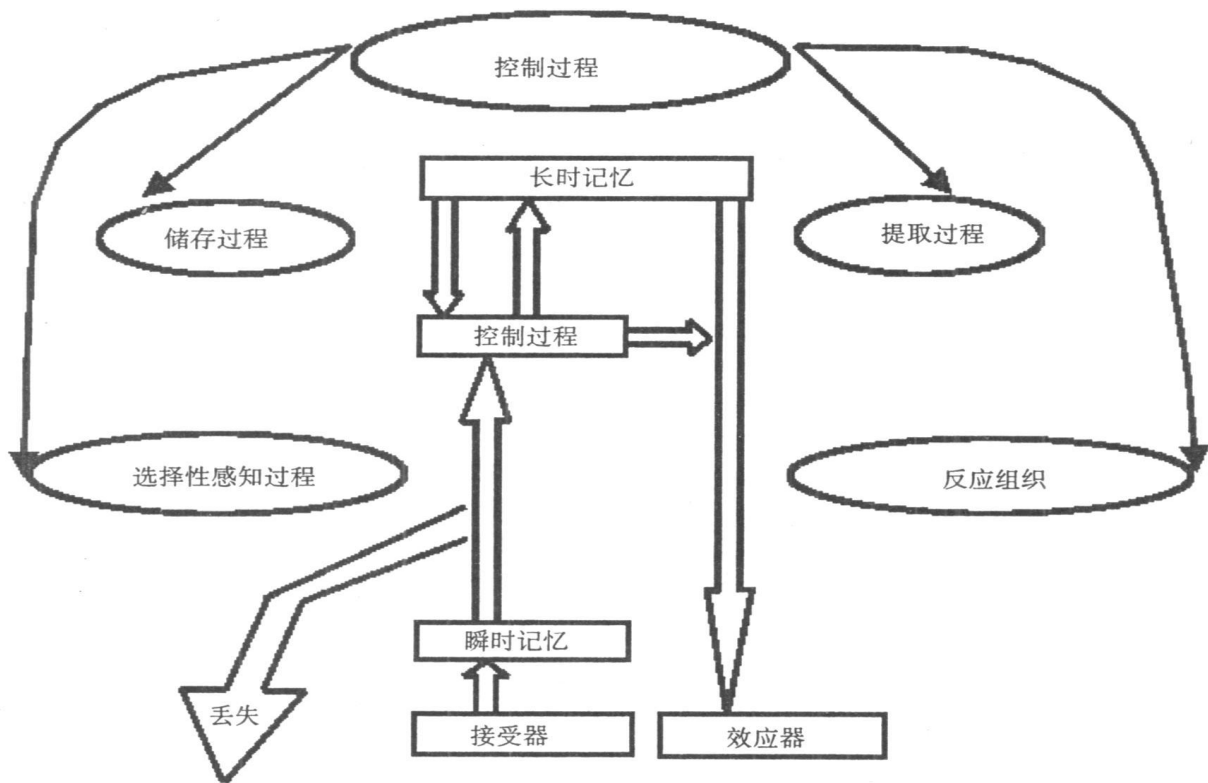 控制过程
长时记忆
储存过程
提取过程
控制过程
选择性感知过程
反应组织
瞬时记忆
丢失
接受器
效应器